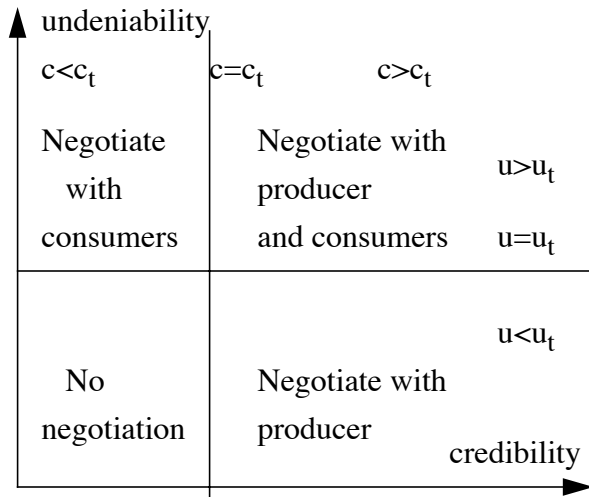 undeniability
c<c_t c=c_t c>c_t
Negotiate
with
consumers
Negotiate with
producer
and consumers
u>u_t
u=u_t
u<u_t
No
negotiation
Negotiate with
producer
credibility